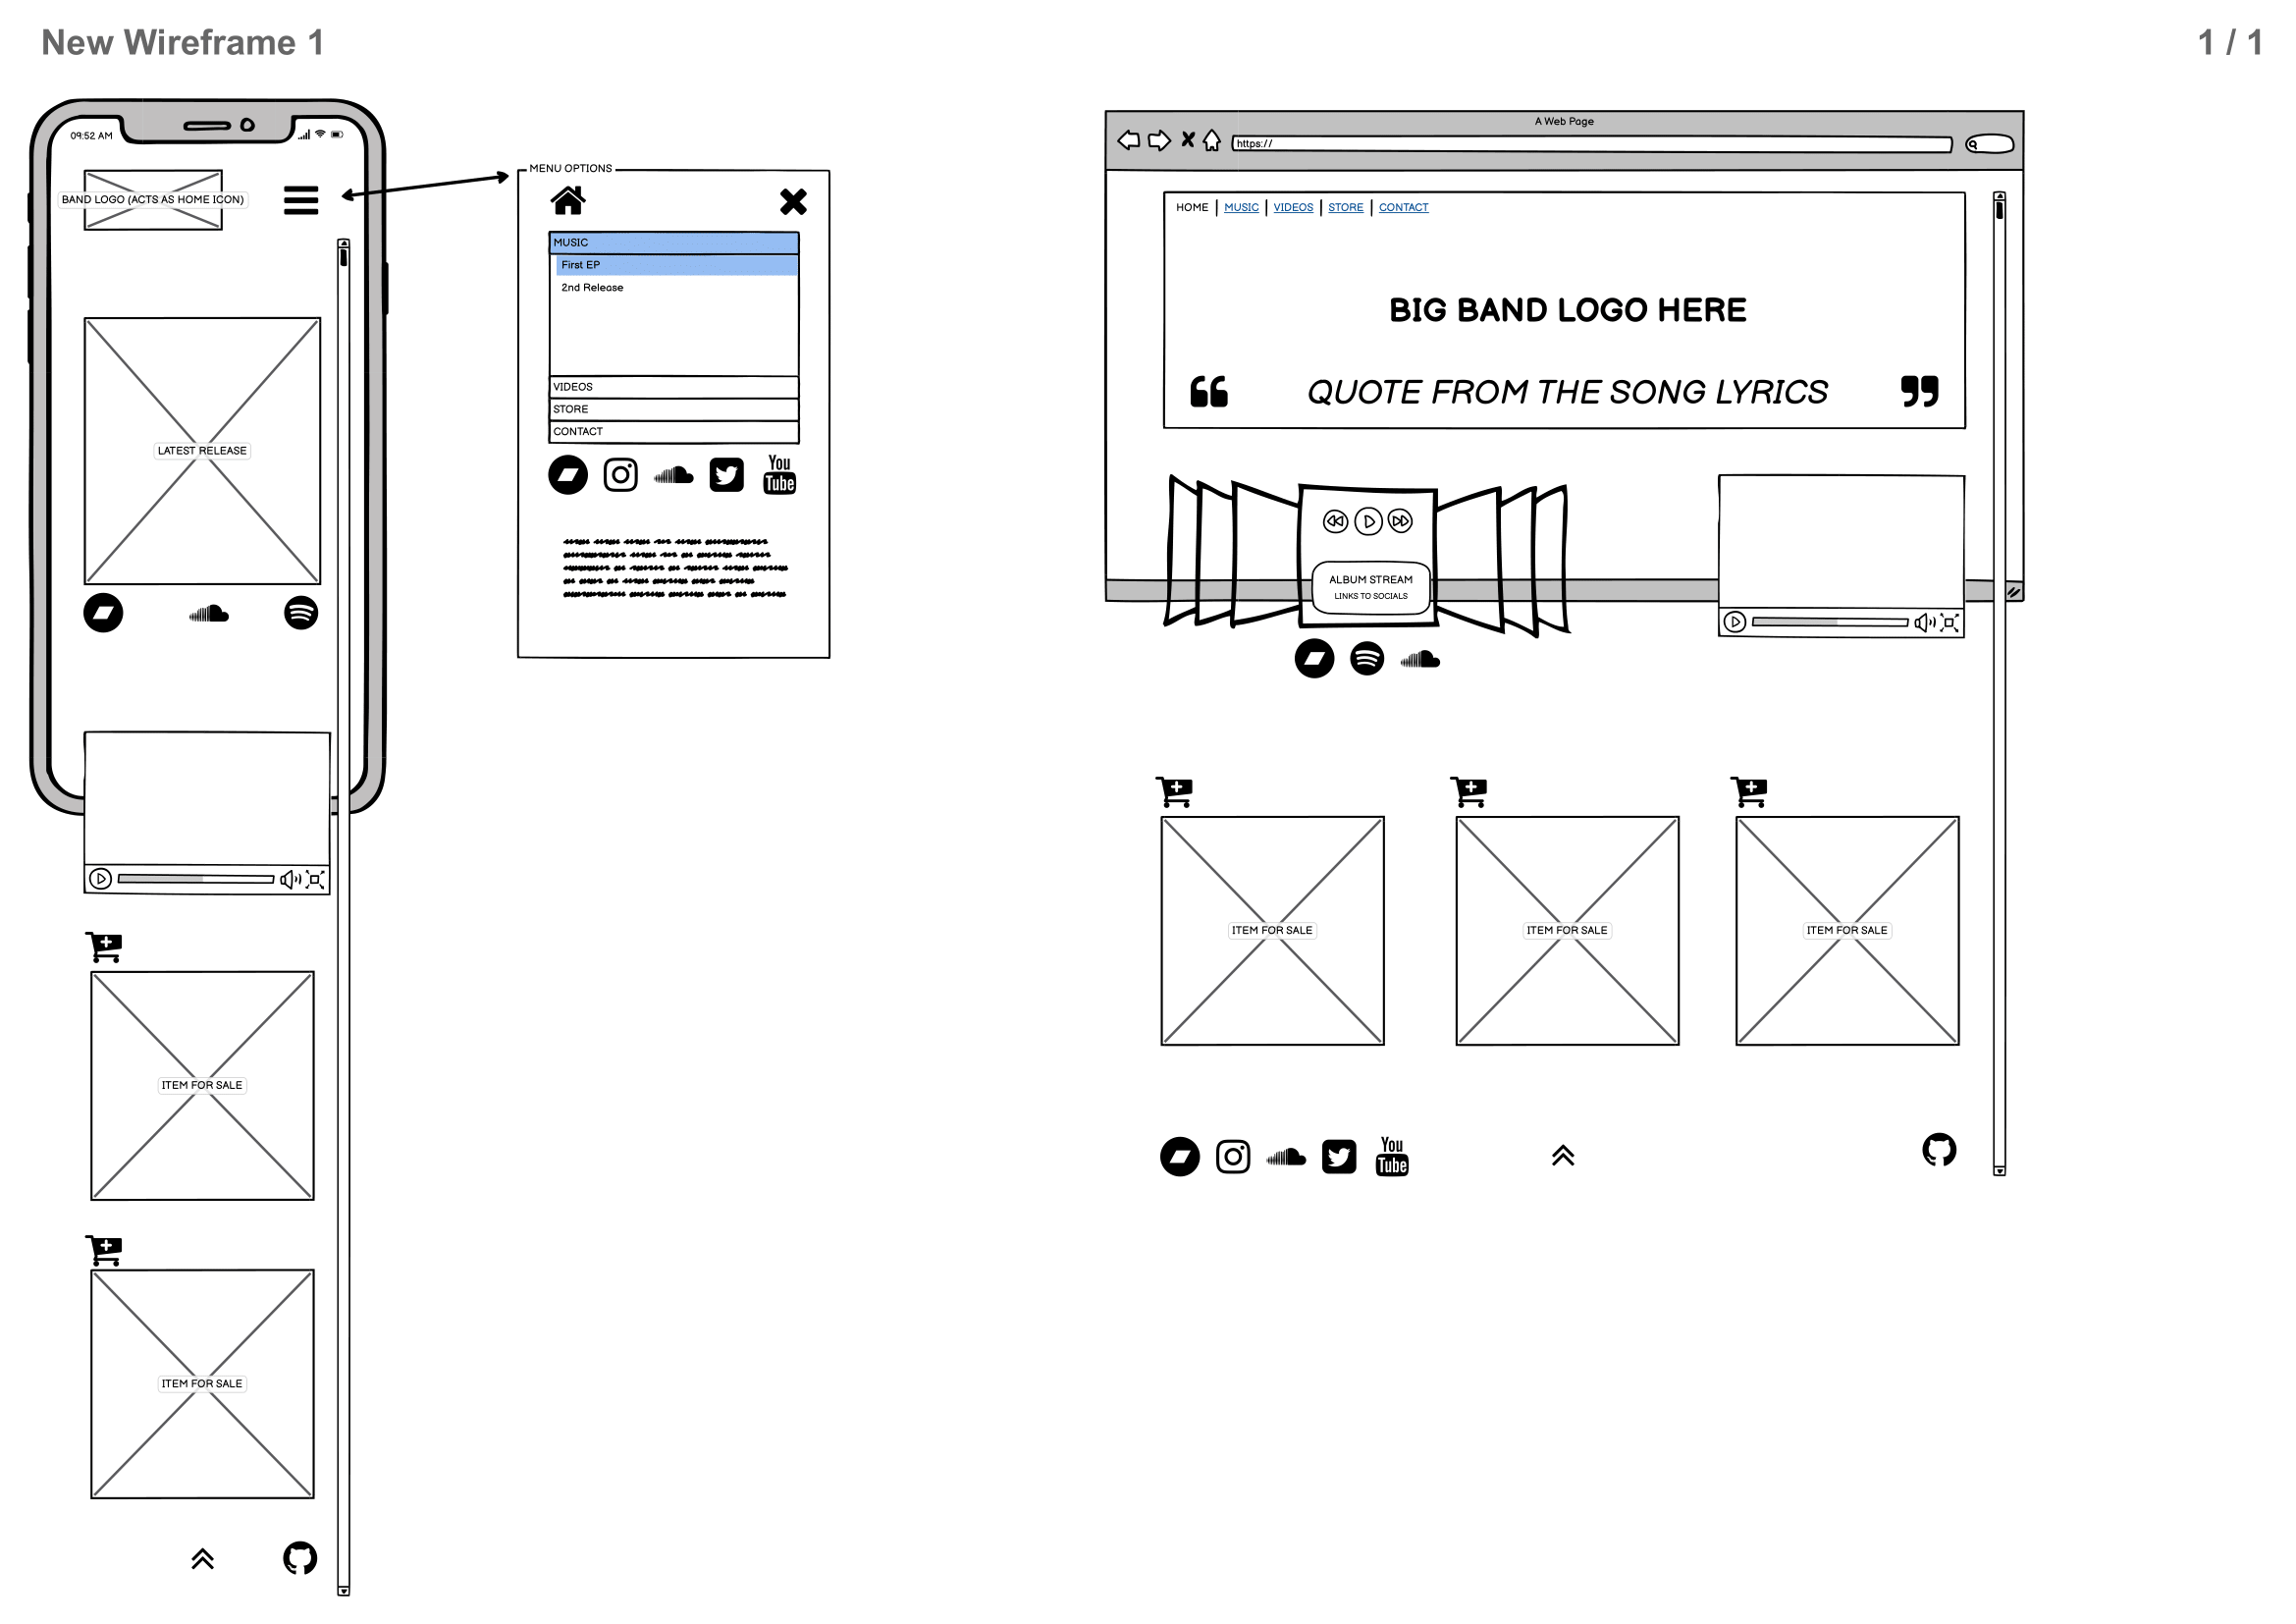 New Wireframe 1
1 / 1
09:52 AM
BAND LOGO (ACTS AS HOME ICON)
LATEST RELEASE
ITEM FOR SALE
ITEM FOR SALE
MENU OPTIONS
MUSIC
First EP
2nd Release
VIDEOS
STORE
CONTACT
You
Tube
A Web Page
https://
HOME | MUSIC | VIDEOS | STORE | CONTACT
BIG BAND LOGO HERE
“ QUOTE FROM THE SONG LYRICS ”
ALBUM STREAM
LINKS TO SOCIALS
ITEM FOR SALE
ITEM FOR SALE
ITEM FOR SALE
You
Tube